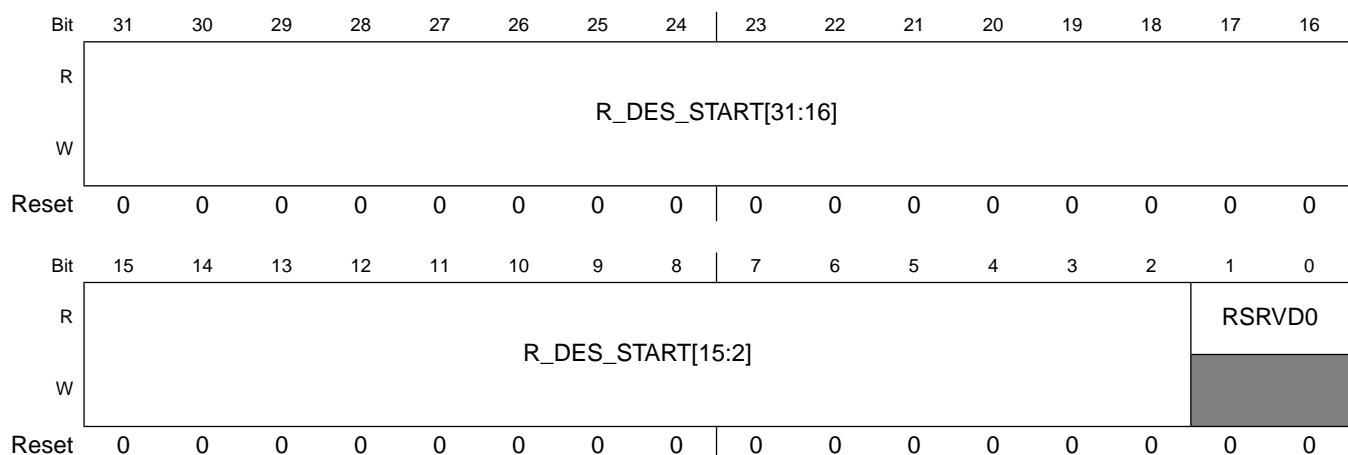 Bit 31 30 29 28 27 26 25 24 23 22 21 20 19 18 17 16
R
R_DES_START[31:16]
W
Reset 0 0 0 0 0 0 0 0 0 0 0 0 0 0 0 0
Bit 15 14 13 12 11 10 9 8 7 6 5 4 3 2 1 0
R RSRVD0
R_DES_START[15:2]
W
Reset 0 0 0 0 0 0 0 0 0 0 0 0 0 0 0 0